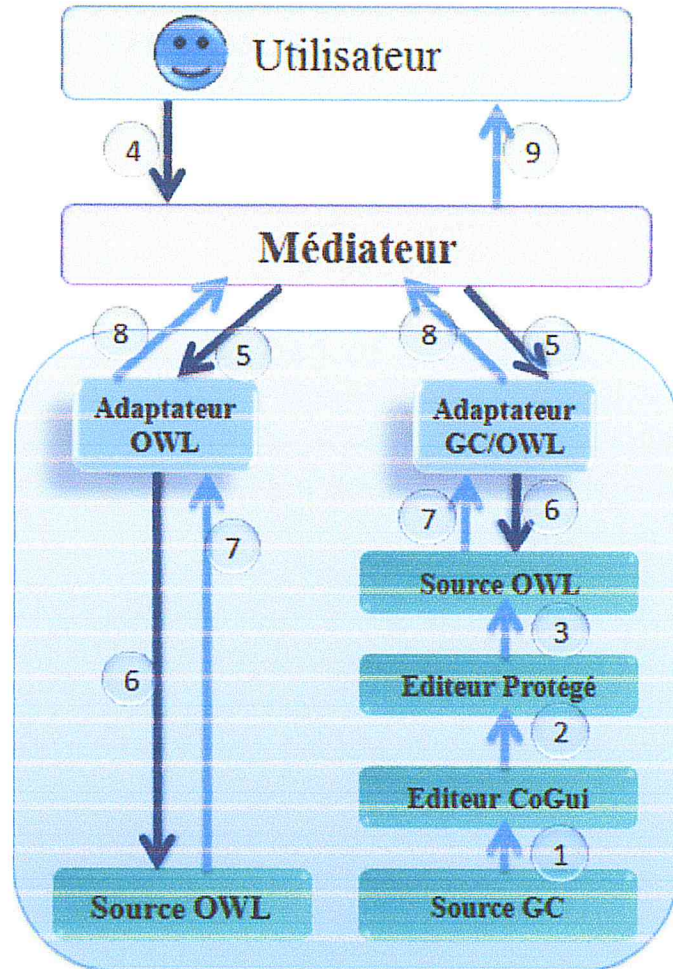 Utilisateur
4
9
Médiateur
8
5
8
5
Adaptateur
OWL
Adaptateur
GC/OWL
7
7
6
Source OWL
3
6
Editeur Protégé
2
Editeur CoGui
1
Source OWL
Source GC